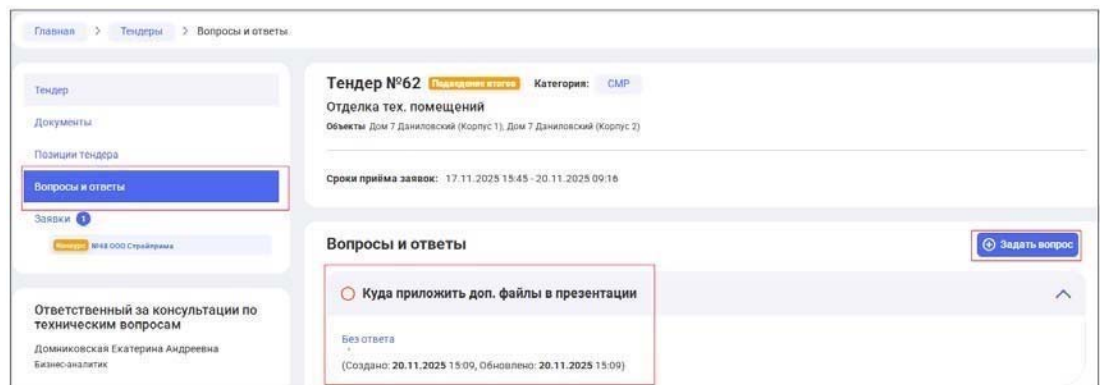 Главная > Тендеры > Вопросы и ответы
Тендер
Документы
Позиции тендера
Вопросы и ответы
Заявки 1
Конкурс №48 ООО Стройпрама
Ответственный за консультации по
техническим вопросам
Домниковская Екатерина Андреевна
Бизнес-аналитик
Тендер №62 Подведение итогов Категория: СМР
Отделка тех. помещений
Объекты Дом 7 Даниловский (Корпус 1), Дом 7 Даниловский (Корпус 2)
Сроки приёма заявок: 17.11.2025 15:45 - 20.11.2025 09:16
Вопросы и ответы
Задать вопрос
Куда приложить доп. файлы в презентации
Без ответа
(Создано: 20.11.2025 15:09, Обновлено: 20.11.2025 15:09)